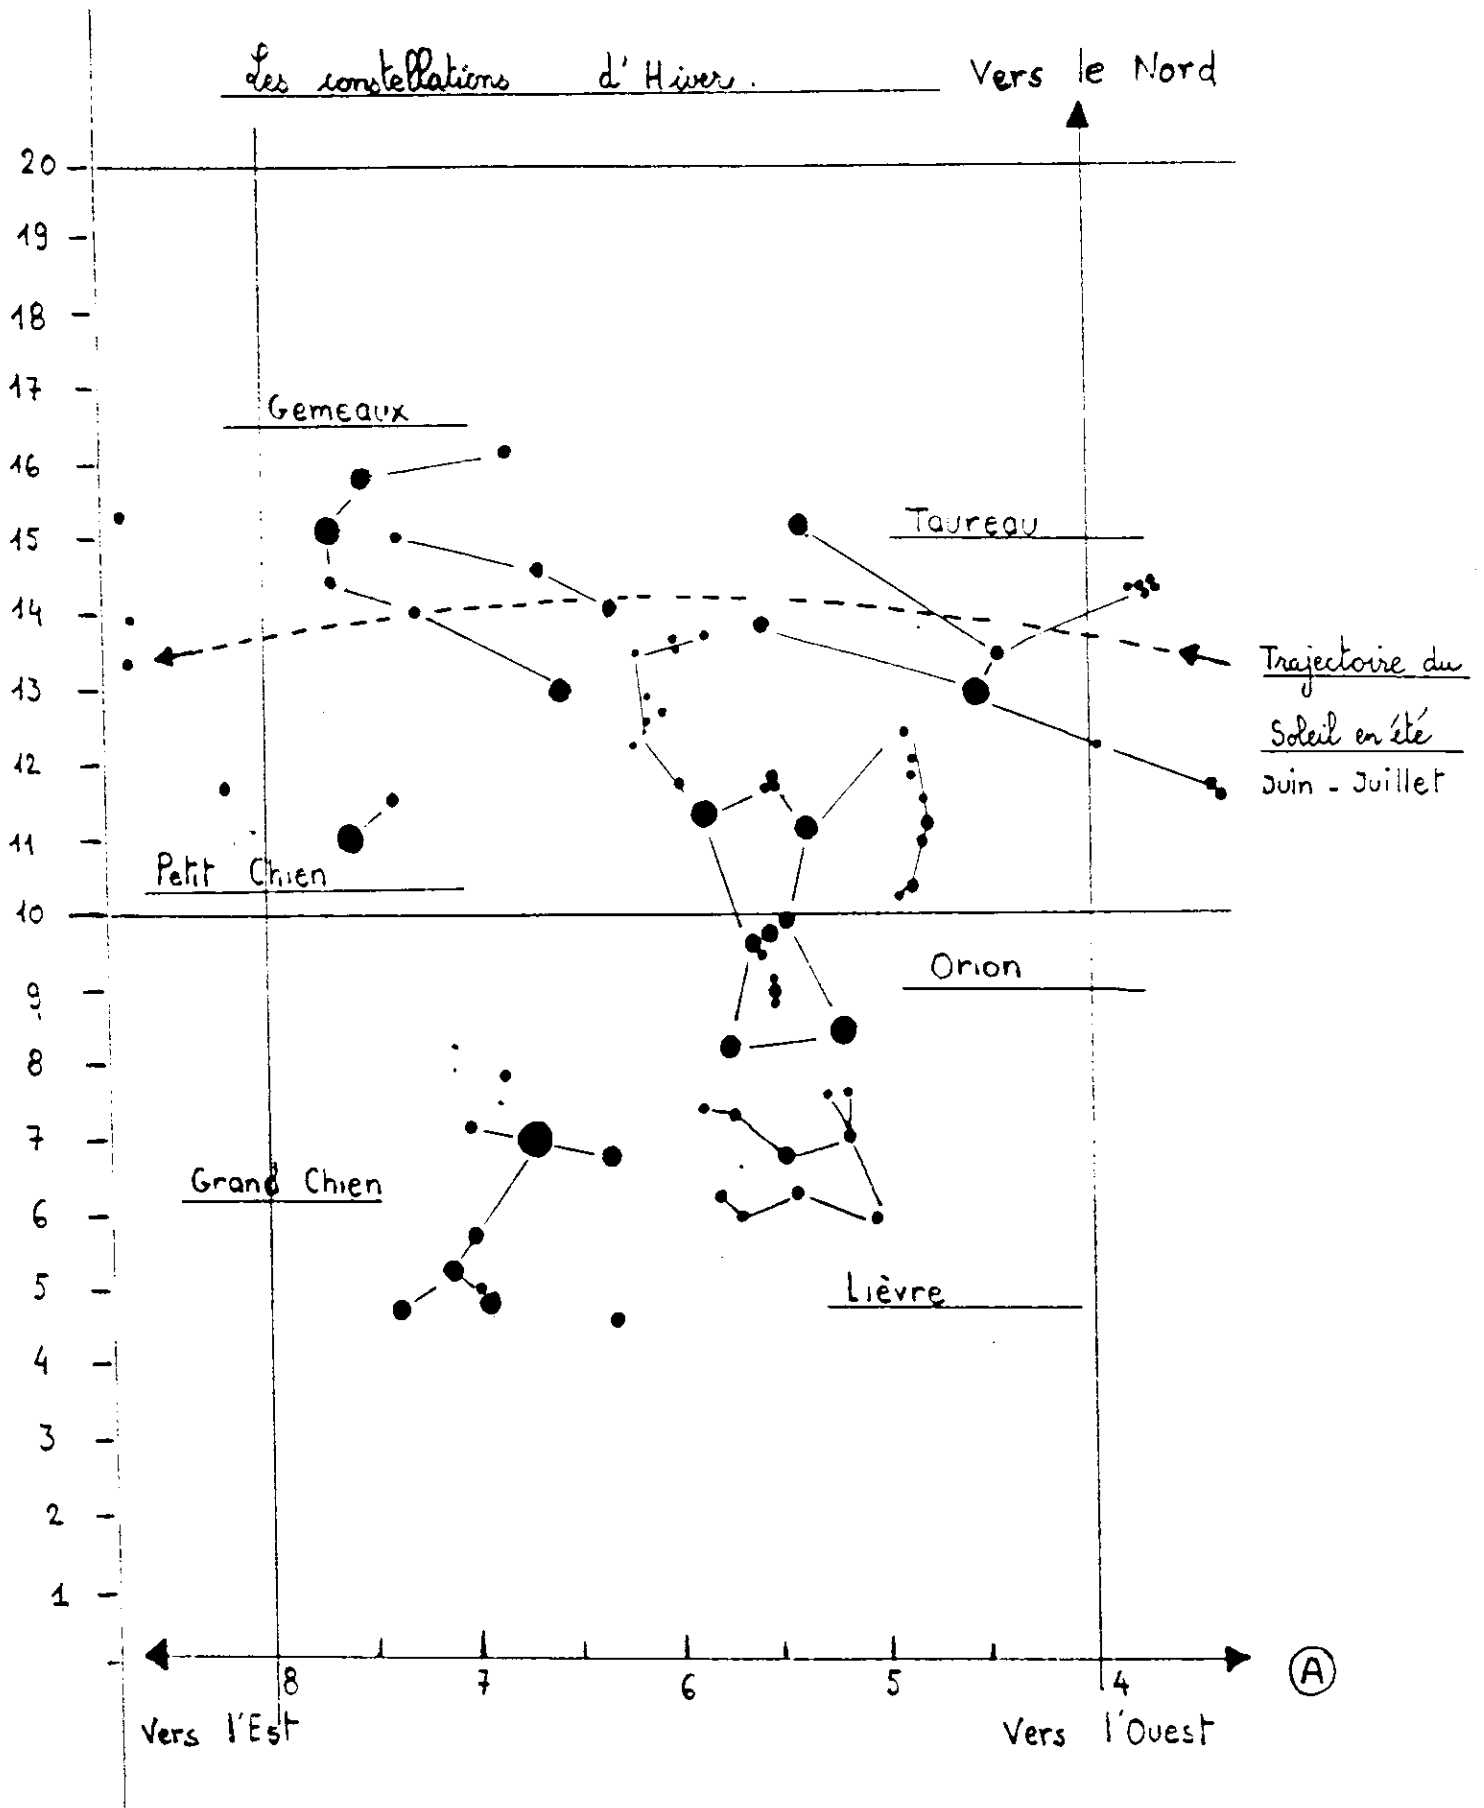 Les constellations d'Hiver.
Vers le Nord
20
19
18
17
Gemeaux
16
Taureau
15
14
Trajectoire du
13
Soleil en été
12
Juin - Juillet
11
Petit Chien
10
Orion
9
8
7
Grand Chien
6
5
Lièvre
4
3
2
1
8 7 6 5 4
A
Vers l'Est
Vers l'Ouest